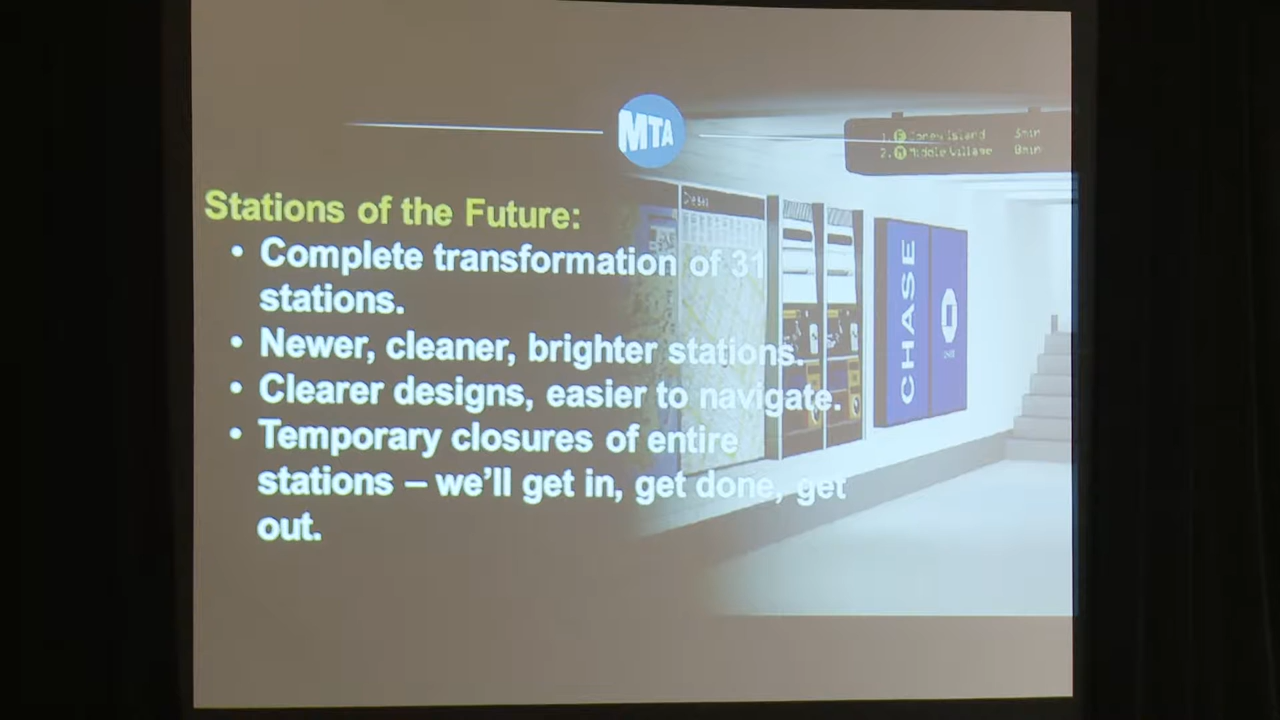 MTA
1. F Coney Island 5min
2. M Middle Village 8min
Stations of the Future:
• Complete transformation of 31
stations.
• Newer, cleaner, brighter stations.
• Clearer designs, easier to navigate.
• Temporary closures of entire
stations – we’ll get in, get done, get
out.
CHASE